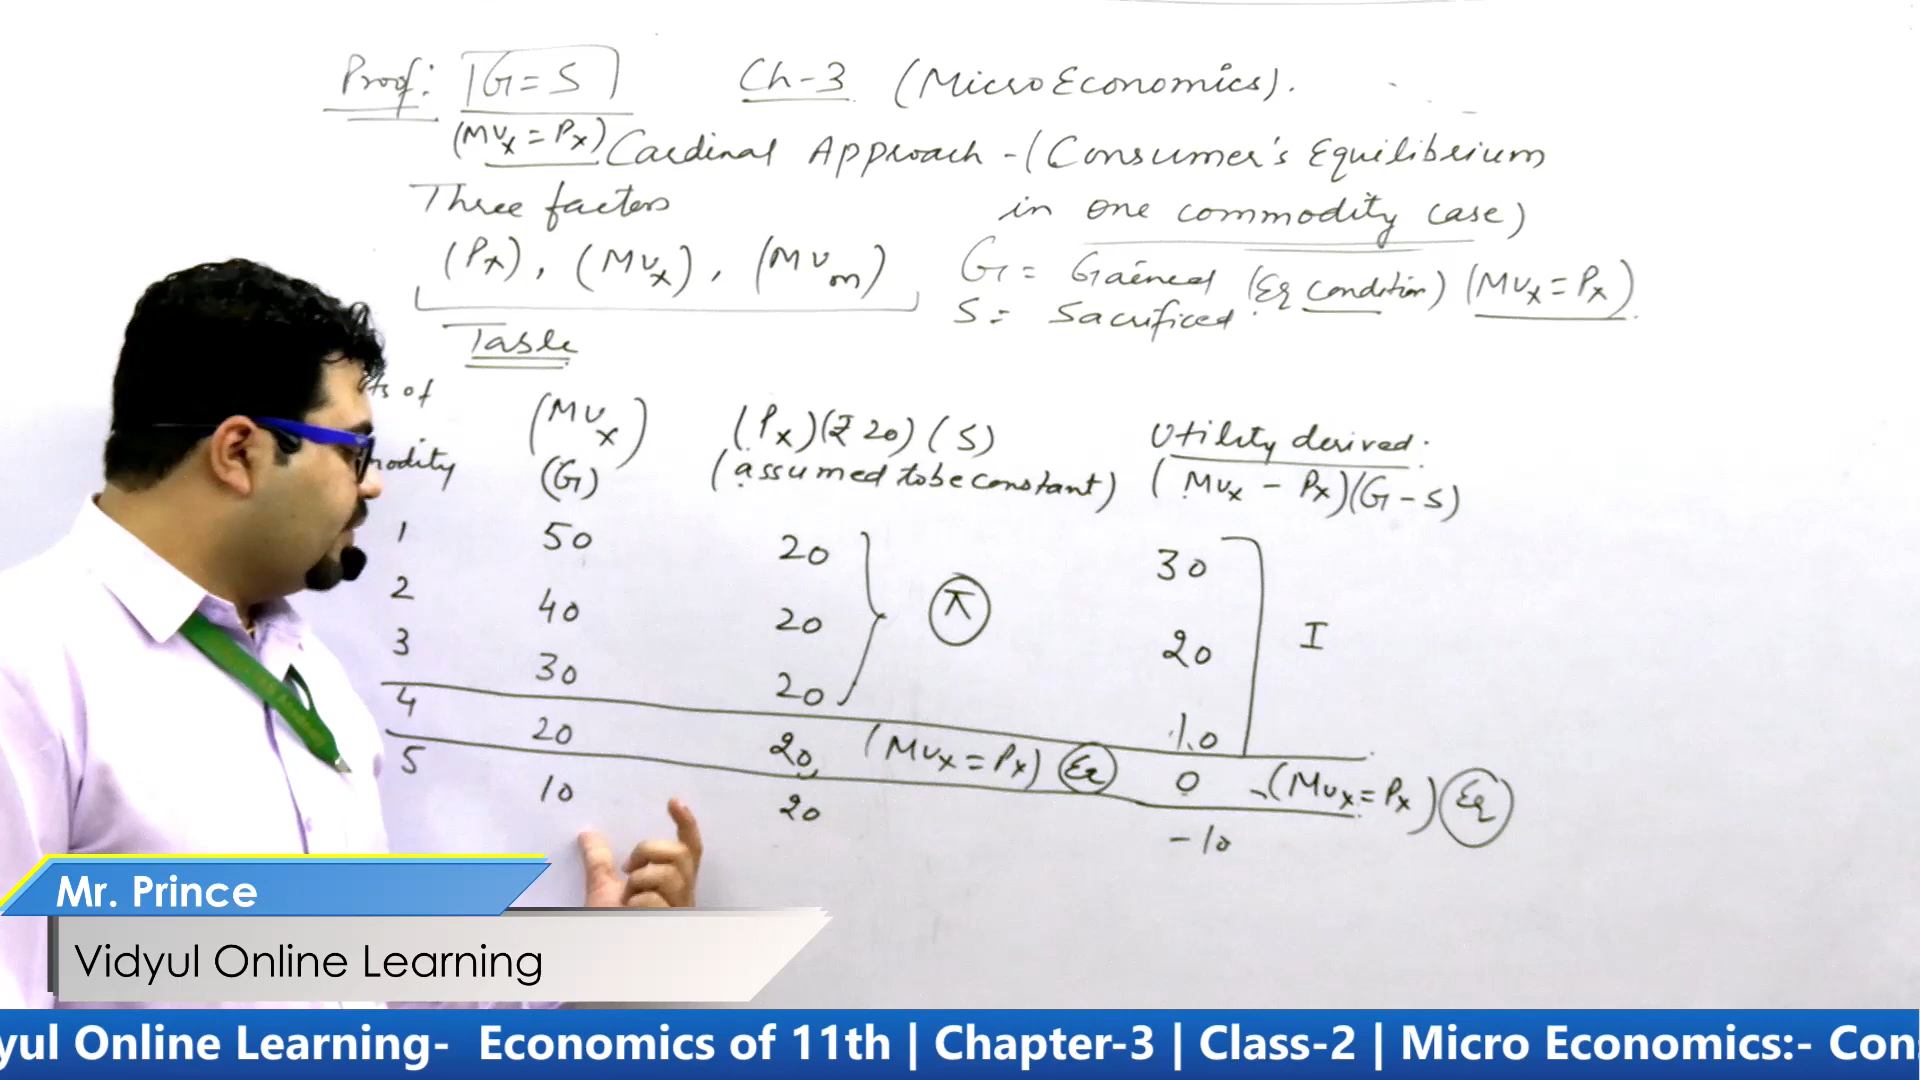 Proof: G = S Ch-3 (MicroEconomics).
(MUx = Px) Cardinal Approach - (Consumer's Equilibrium
in one commodity case)
Three factors
(Px), (MUx), (MUm)
G = Gained (Eq condition) (MUx = Px)
S = Sacrificed.
Table
ts of
modity
(MUx)
(G)
(Px)(₹ 20) (S)
(assumed to be constant)
Utility derived:
(MUx - Px)(G - S)
1 50 20 30
2 40 20 20 I
3 30 20 10
4 20 20 (MUx = Px) Eq 0 - (MUx = Px) Eq
5 10 20 -10
Mr. Prince
Vidyul Online Learning
yul Online Learning- Economics of 11th | Chapter-3 | Class-2 | Micro Economics:- Con